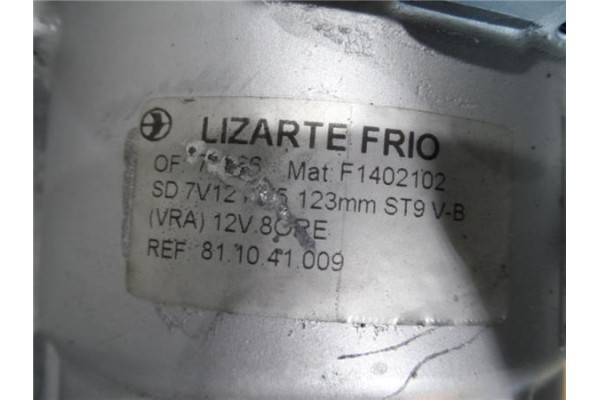 LIZARTE FRIO
OF: Mat: F1402102
SD 7V12 123mm ST9 V-B
(VRA) 12V.
REF: 81.10.41.009